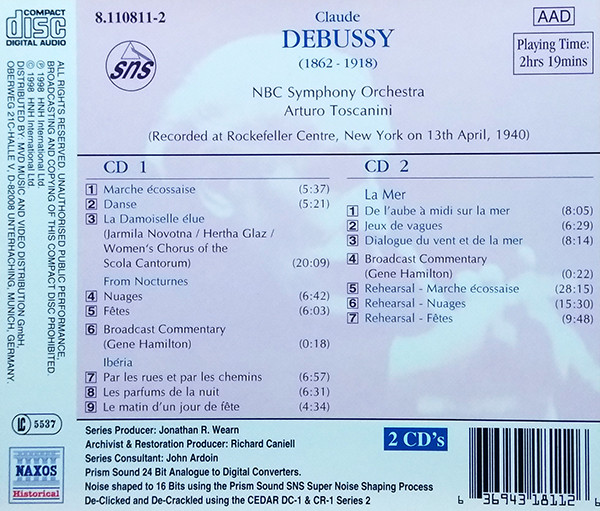 COMPACT
disc
DIGITAL AUDIO
8.110811-2
sns
Claude
DEBUSSY
(1862 - 1918)
NBC Symphony Orchestra
Arturo Toscanini
(Recorded at Rockefeller Centre, New York on 13th April, 1940)
AAD
Playing Time:
2hrs 19mins
CD 1
1 Marche écossaise (5:37)
2 Danse (5:21)
3 La Damoiselle élue
(Jarmila Novotna / Hertha Glaz /
Women's Chorus of the
Scola Cantorum) (20:09)
From Nocturnes
4 Nuages (6:42)
5 Fêtes (6:03)
6 Broadcast Commentary
(Gene Hamilton) (0:18)
Ibéria
7 Par les rues et par les chemins (6:57)
8 Les parfums de la nuit (6:31)
9 Le matin d'un jour de fête (4:34)
CD 2
La Mer
1 De l'aube à midi sur la mer (8:05)
2 Jeux de vagues (6:29)
3 Dialogue du vent et de la mer (8:14)
4 Broadcast Commentary
(Gene Hamilton) (0:22)
5 Rehearsal - Marche écossaise (28:15)
6 Rehearsal - Nuages (15:30)
7 Rehearsal - Fêtes (9:48)
ALL RIGHTS RESERVED. UNAUTHORISED PUBLIC PERFORMANCE,
BROADCASTING AND COPYING OF THIS COMPACT DISC PROHIBITED.
℗ 1998 HNH International Ltd.
© 1998 HNH International Ltd.
DISTRIBUTED BY: MVD MUSIC AND VIDEO DISTRIBUTION GmbH,
OBERWEG 21C-HALLE V, D-82008 UNTERHACHING, MUNICH, GERMANY.
LC 5537
NAXOS
Historical
Series Producer: Jonathan R. Wearn
Archivist & Restoration Producer: Richard Caniell
Series Consultant: John Ardoin
Prism Sound 24 Bit Analogue to Digital Converters.
Noise shaped to 16 Bits using the Prism Sound SNS Super Noise Shaping Process
De-Clicked and De-Crackled using the CEDAR DC-1 & CR-1 Series 2
2 CD's
6 36943 18112 6